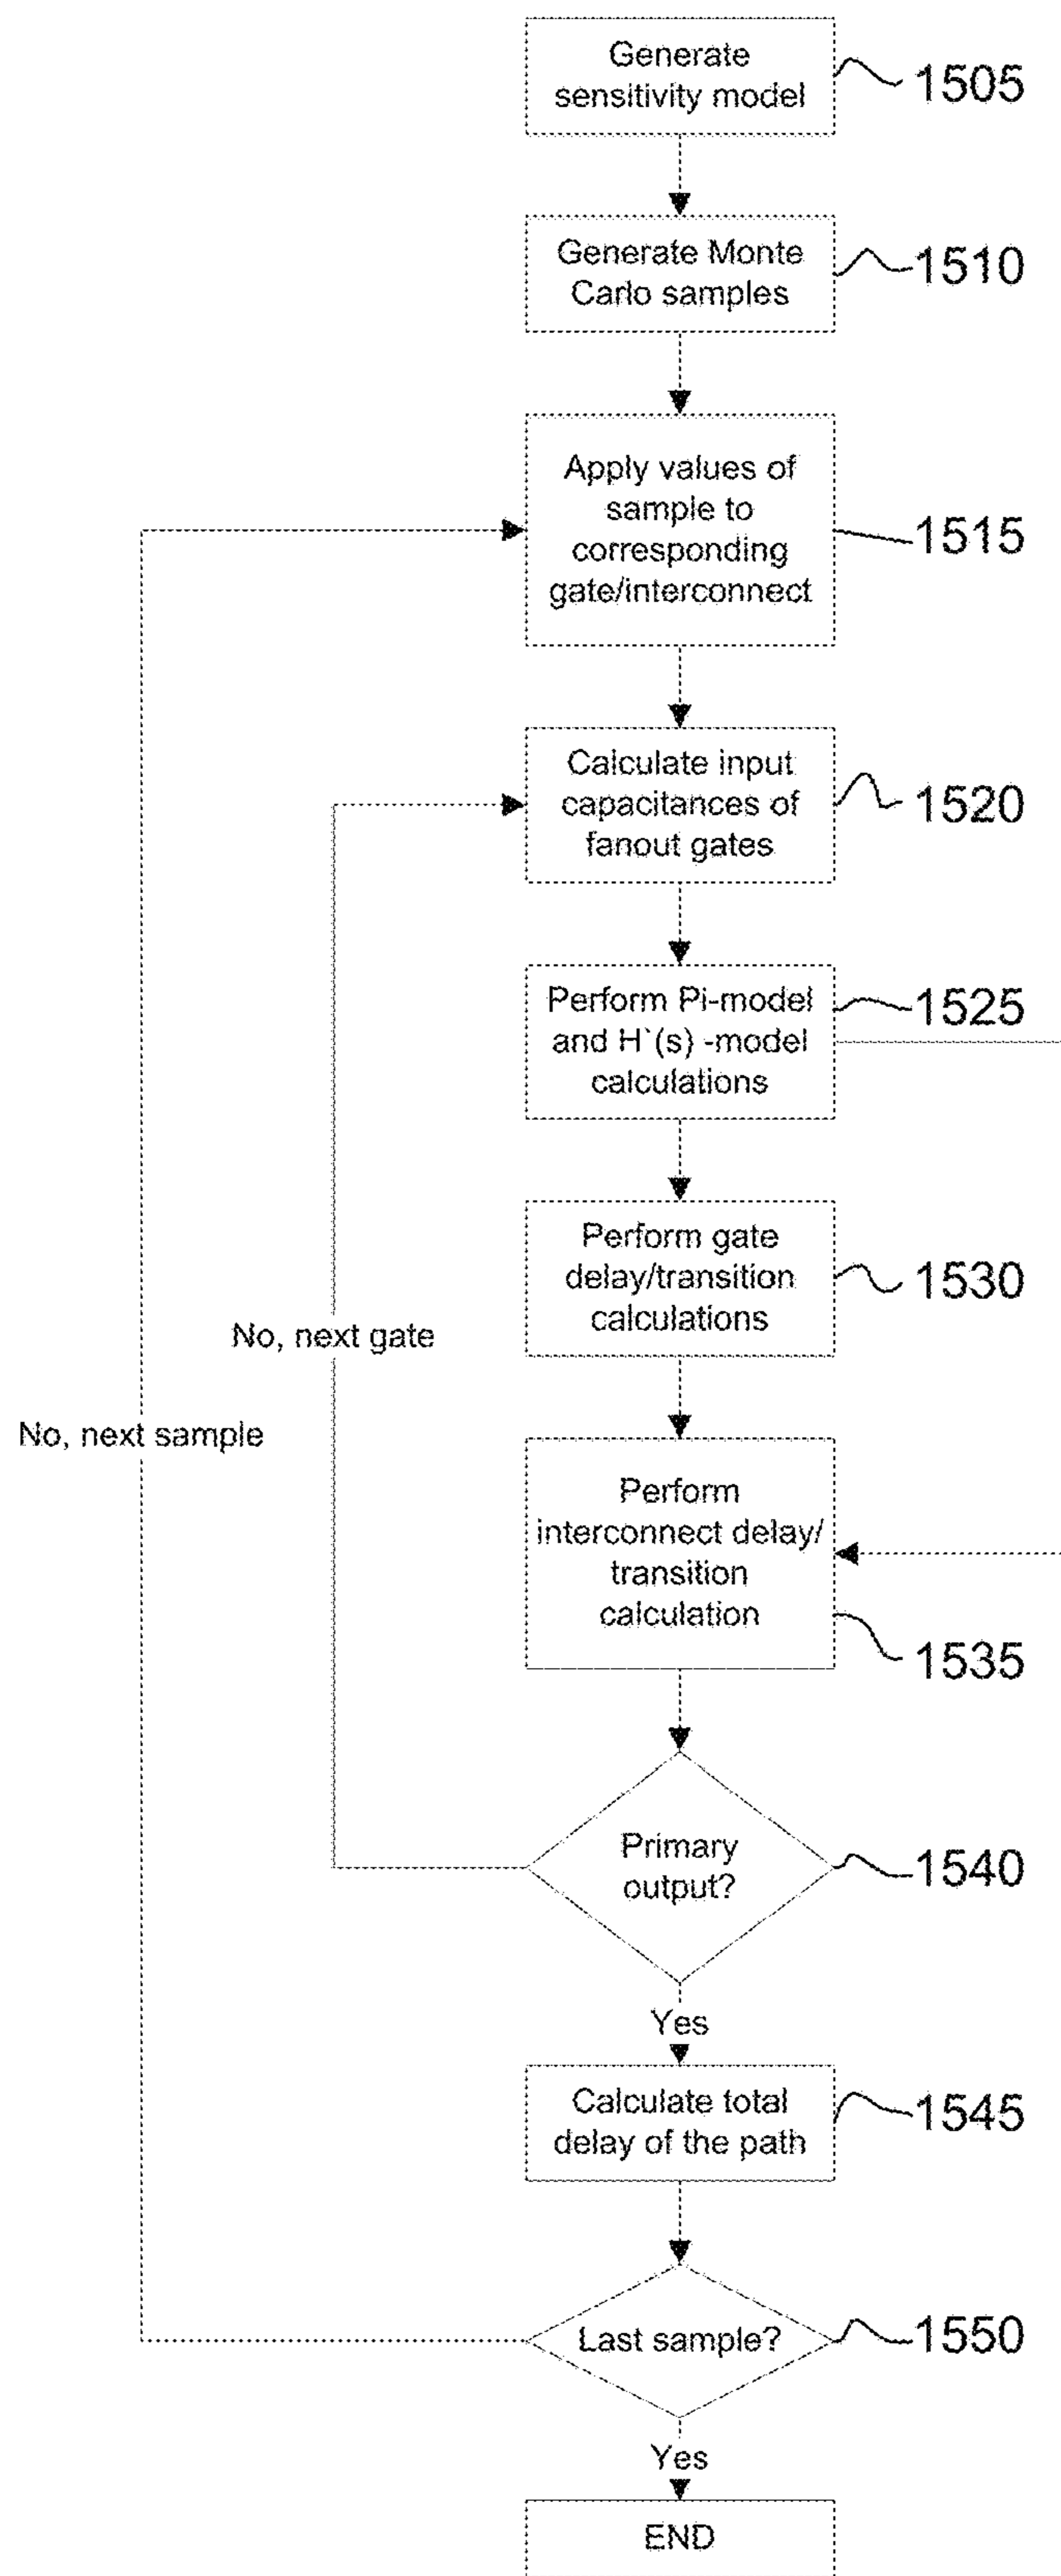 Generate
sensitivity model
1505
Generate Monte
Carlo samples
1510
Apply values of
sample to
corresponding
gate/interconnect
1515
Calculate input
capacitances of
fanout gates
1520
Perform Pi-model
and H`(s) -model
calculations
1525
Perform gate
delay/transition
calculations
1530
No, next gate
No, next sample
Perform
interconnect delay/
transition
calculation
1535
Primary
output?
1540
Yes
Calculate total
delay of the path
1545
Last sample?
1550
Yes
END